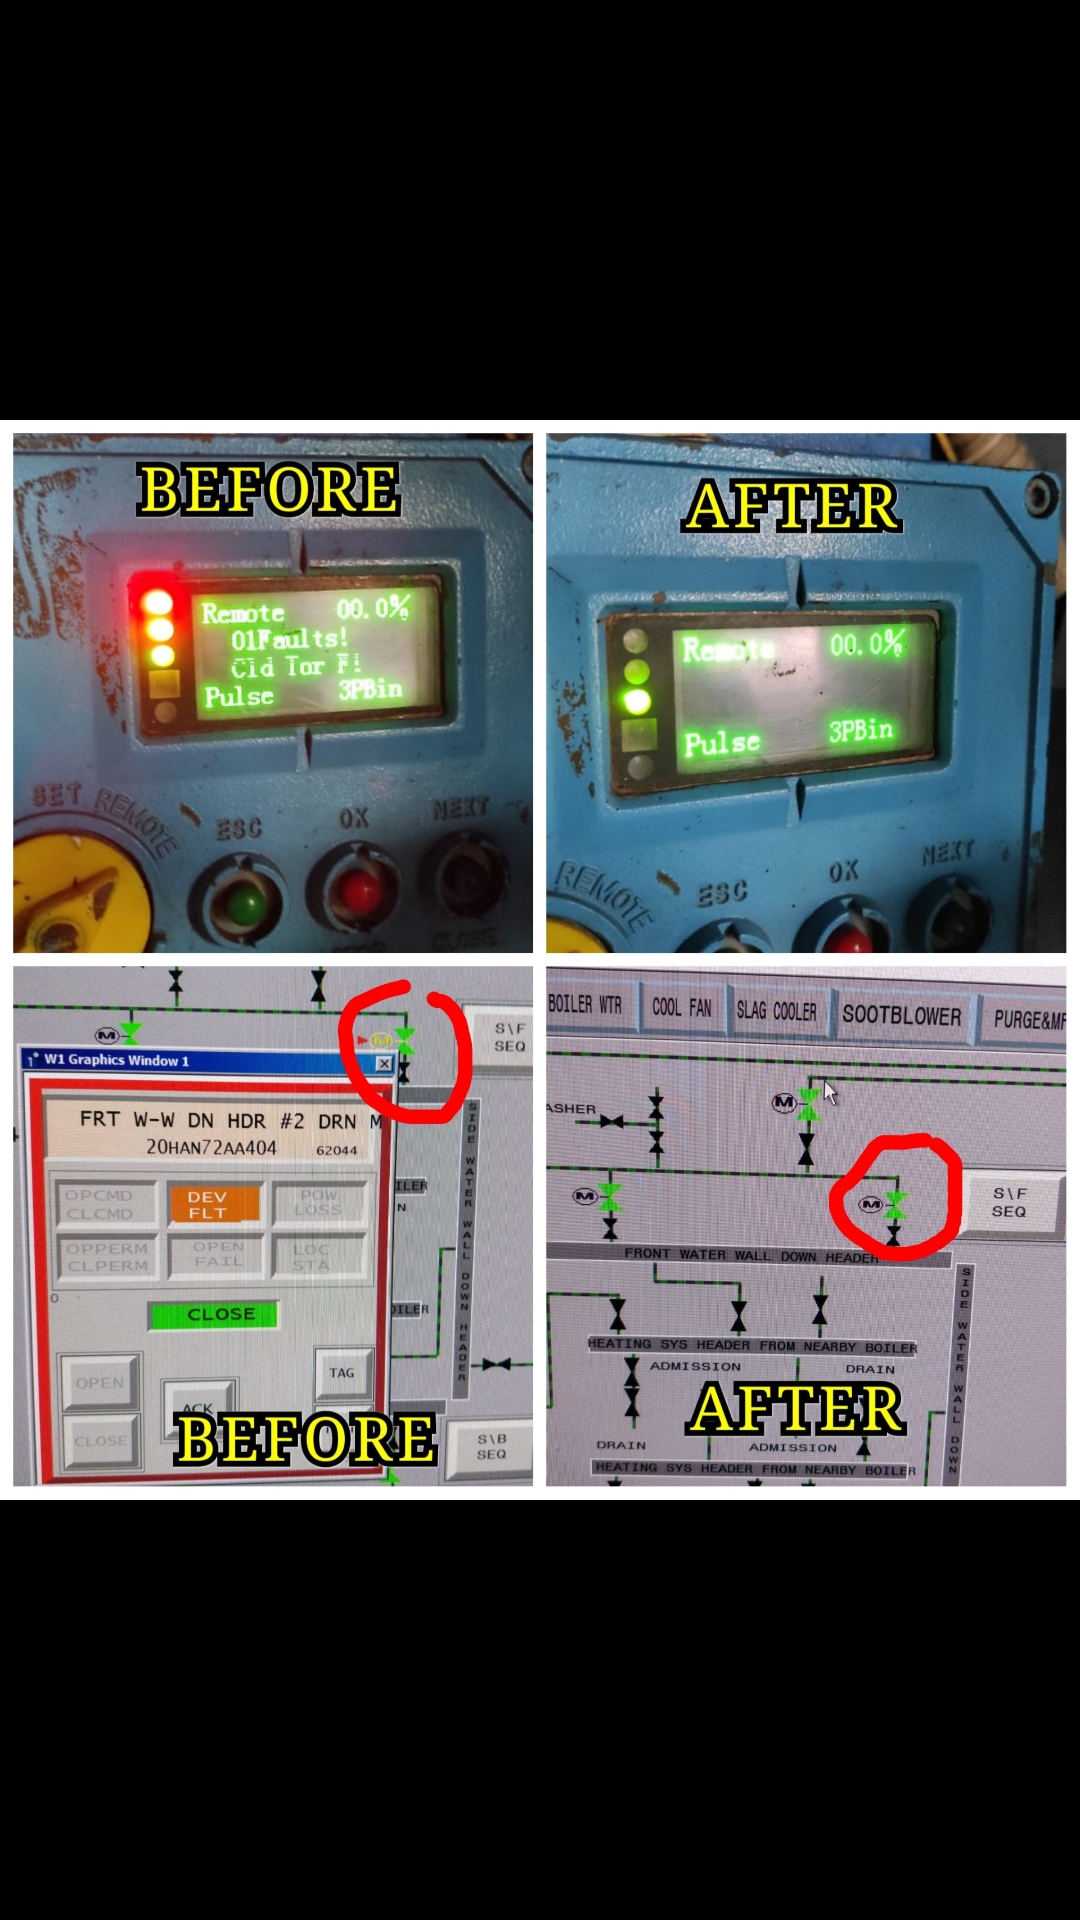 BEFORE
Remote 00.0%
01Faults!
Cld Tor F!
Pulse 3PBin
SET REMOTE
ESC
OK
NEXT
CLOSE
AFTER
Remote 00.0%
Pulse 3PBin
REMOTE
ESC
OK
NEXT
M
M
S\F
SEQ
W1 Graphics Window 1
FRT W-W DN HDR #2 DRN M
20HAN72AA404 62044
OPCMD
CLCMD
DEV
FLT
POW
LOSS
OPPERM
CLPERM
OPEN
FAIL
LOC
STA
0
CLOSE
OPEN
ACK
TAG
CLOSE
SIDE WATER WALL DOWN HEADER
S\B
SEQ
BEFORE
BOILER WTR
COOL FAN
SLAG COOLER
SOOTBLOWER
PURGE&MF
ASHER
M
M
M
S\F
SEQ
FRONT WATER WALL DOWN HEADER
HEATING SYS HEADER FROM NEARBY BOILER
ADMISSION
DRAIN
SIDE WATER WALL DOWN
AFTER
DRAIN
ADMISSION
HEATING SYS HEADER FROM NEARBY BOILER